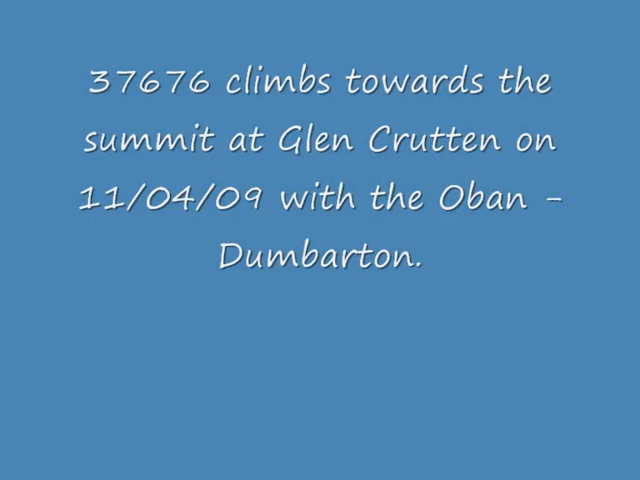 37676 climbs towards the
summit at Glen Crutten on
11/04/09 with the Oban -
Dumbarton.